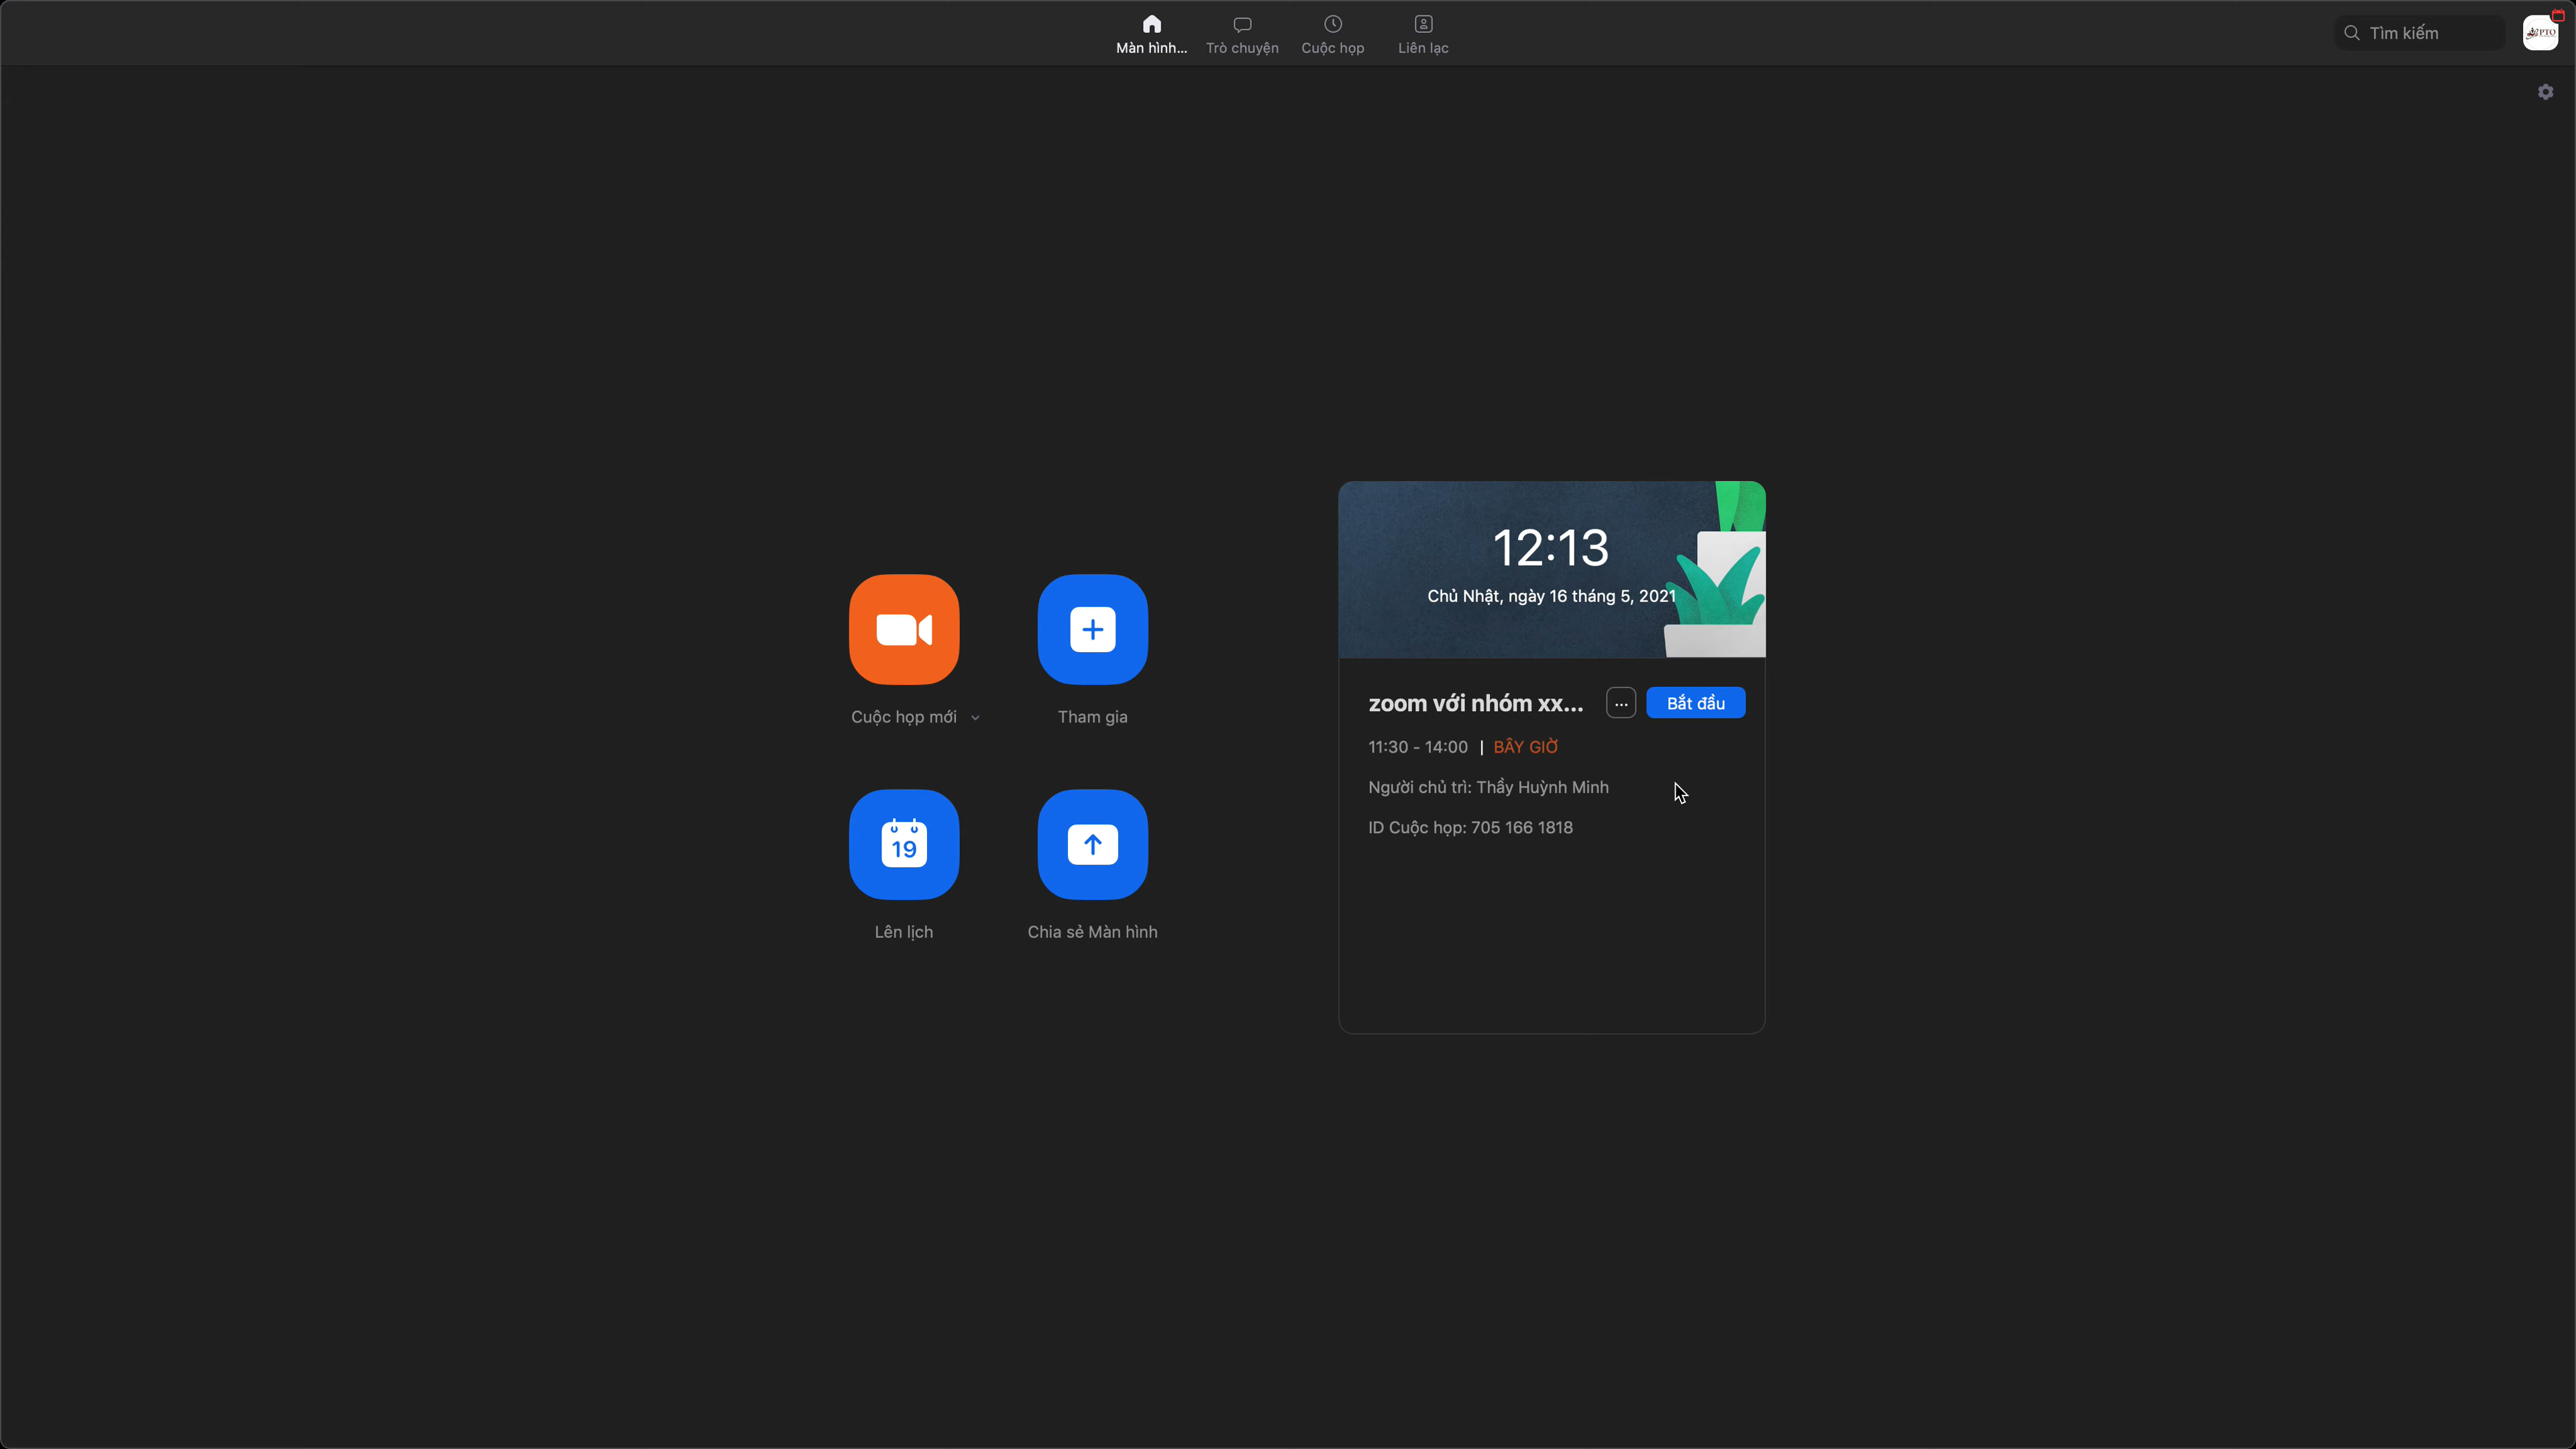 Màn hình...
Trò chuyện
Cuộc họp
Liên lạc
Tìm kiếm
PTO
12:13
Chủ Nhật, ngày 16 tháng 5, 2021
Cuộc họp mới
Tham gia
zoom với nhóm xx...
...
Bắt đầu
11:30 - 14:00 | BÂY GIỜ
Người chủ trì: Thầy Huỳnh Minh
ID Cuộc họp: 705 166 1818
19
Lên lịch
Chia sẻ Màn hình